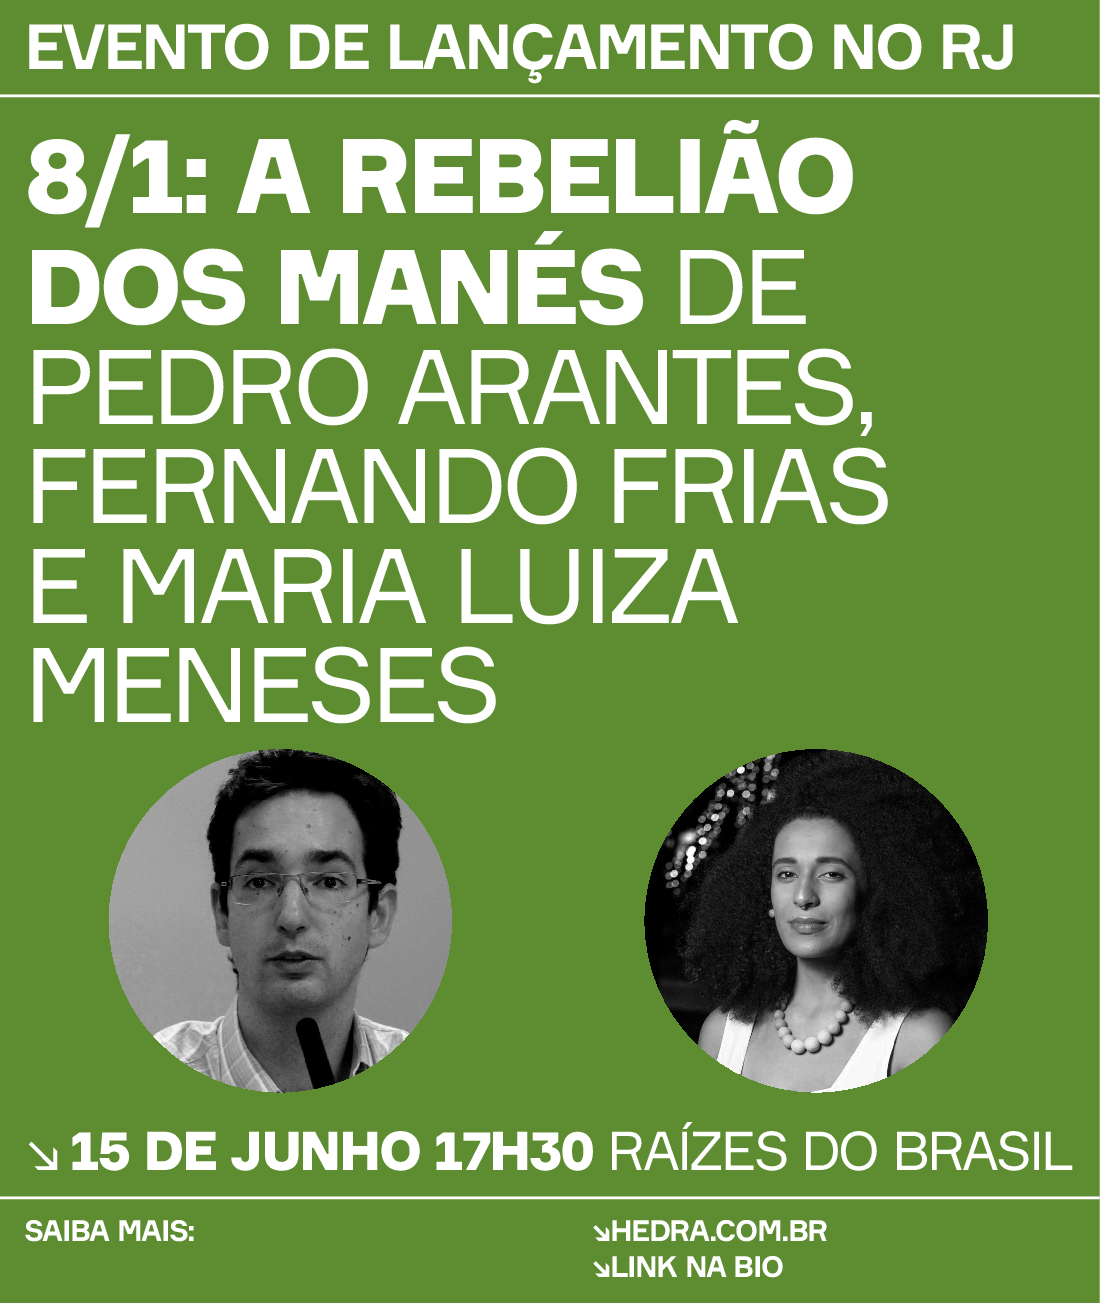 EVENTO DE LANÇAMENTO NO RJ
8/1: A REBELIÃO
DOS MANÉS DE
PEDRO ARANTES,
FERNANDO FRIAS
E MARIA LUIZA
MENESES
↘ 15 DE JUNHO 17H30 RAÍZES DO BRASIL
SAIBA MAIS:
↘HEDRA.COM.BR
↘LINK NA BIO